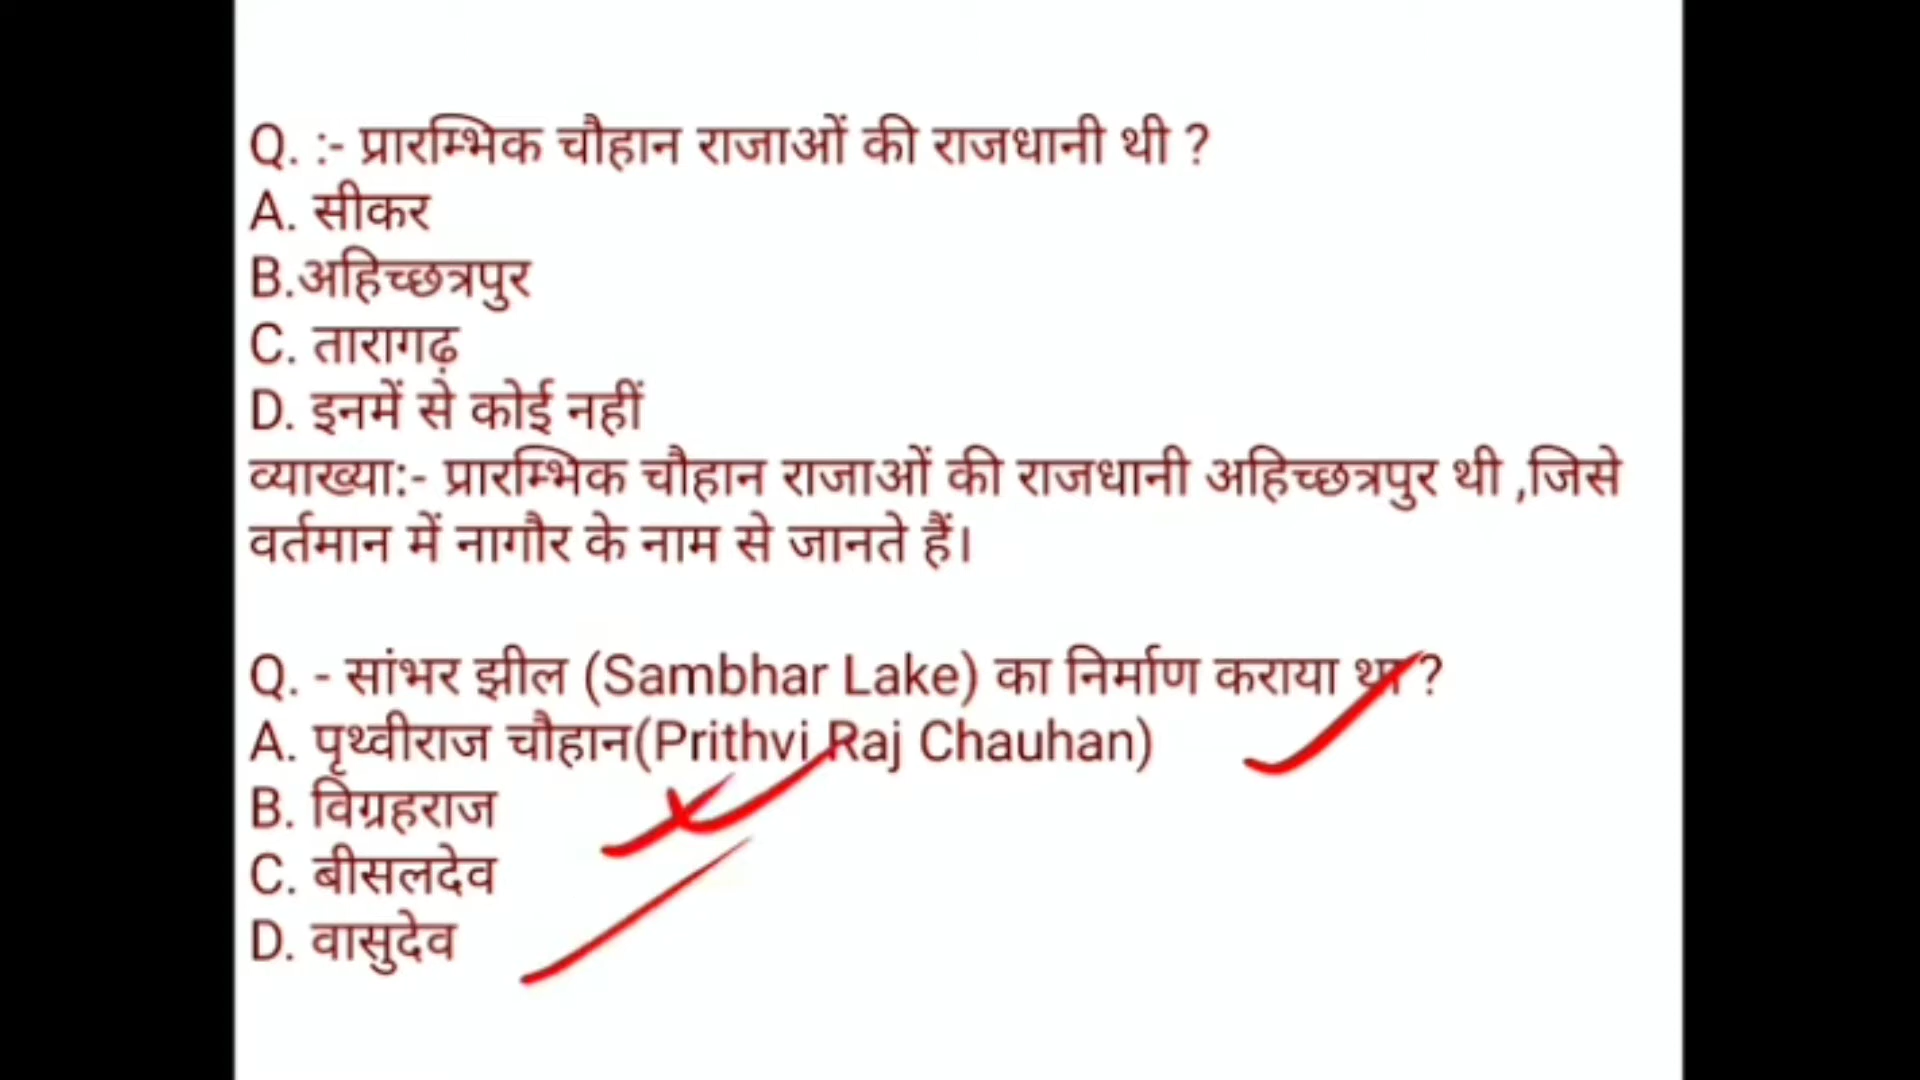 Q. :- प्रारम्भिक चौहान राजाओं की राजधानी थी ?
A. सीकर
B.अहिच्छत्रपुर
C. तारागढ़
D. इनमें से कोई नहीं
व्याख्या:- प्रारम्भिक चौहान राजाओं की राजधानी अहिच्छत्रपुर थी ,जिसे
वर्तमान में नागौर के नाम से जानते हैं।
Q. - सांभर झील (Sambhar Lake) का निर्माण कराया था ?
A. पृथ्वीराज चौहान(Prithvi Raj Chauhan)
B. विग्रहराज
C. बीसलदेव
D. वासुदेव